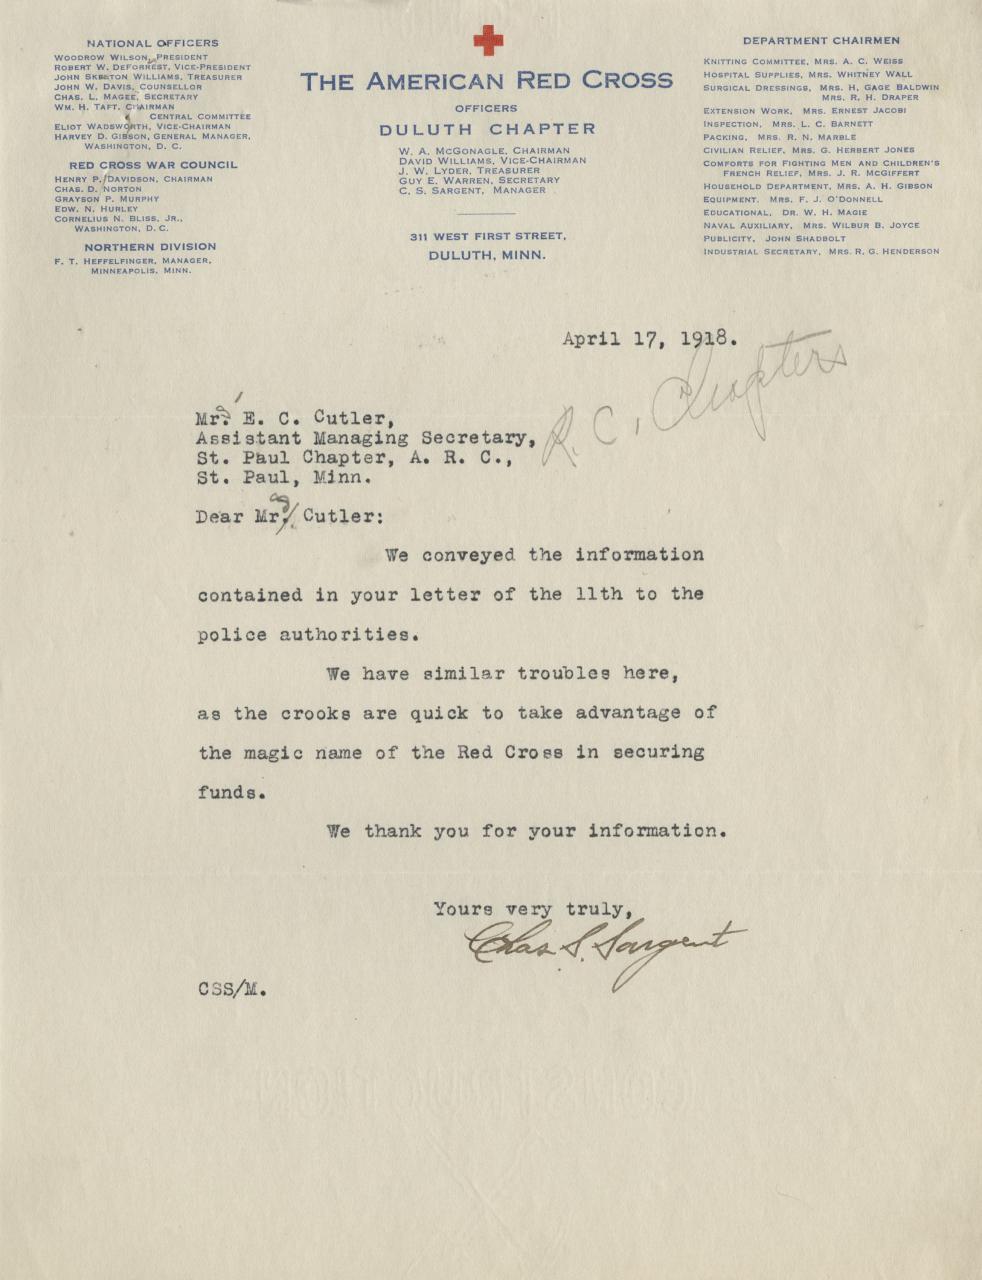 NATIONAL OFFICERS
WOODROW WILSON, PRESIDENT
ROBERT W. DEFORREST, VICE-PRESIDENT
JOHN SKELTON WILLIAMS, TREASURER
JOHN W. DAVIS, COUNSELLOR
CHAS. L. MAGEE, SECRETARY
WM. H. TAFT, CHAIRMAN
CENTRAL COMMITTEE
ELIOT WADSWORTH, VICE-CHAIRMAN
HARVEY D. GIBSON, GENERAL MANAGER,
WASHINGTON, D. C.
RED CROSS WAR COUNCIL
HENRY P. DAVIDSON, CHAIRMAN
CHAS. D. NORTON
GRAYSON P. MURPHY
EDW. N. HURLEY
CORNELIUS N. BLISS, JR.,
WASHINGTON, D. C.
NORTHERN DIVISION
F. T. HEFFELFINGER, MANAGER,
MINNEAPOLIS, MINN.
THE AMERICAN RED CROSS
OFFICERS
DULUTH CHAPTER
W. A. MCGONAGLE, CHAIRMAN
DAVID WILLIAMS, VICE-CHAIRMAN
J. W. LYDER, TREASURER
GUY E. WARREN, SECRETARY
C. S. SARGENT, MANAGER
311 WEST FIRST STREET,
DULUTH, MINN.
DEPARTMENT CHAIRMEN
KNITTING COMMITTEE, MRS. A. C. WEISS
HOSPITAL SUPPLIES, MRS. WHITNEY WALL
SURGICAL DRESSINGS, MRS. H. GAGE BALDWIN
MRS. R. H. DRAPER
EXTENSION WORK, MRS. ERNEST JACOBI
INSPECTION, MRS. L. C. BARNETT
PACKING, MRS. R. N. MARBLE
CIVILIAN RELIEF, MRS. G. HERBERT JONES
COMFORTS FOR FIGHTING MEN AND CHILDREN'S
FRENCH RELIEF, MRS. J. R. MCGIFFERT
HOUSEHOLD DEPARTMENT, MRS. A. H. GIBSON
EQUIPMENT. MRS. F. J. O'DONNELL
EDUCATIONAL, DR. W. H. MAGIE
NAVAL AUXILIARY, MRS. WILBUR B. JOYCE
PUBLICITY, JOHN SHADBOLT
INDUSTRIAL SECRETARY, MRS. R. G. HENDERSON
April 17, 1918.
R. C. Chapters
Mrs. E. C. Cutler,
Assistant Managing Secretary,
St. Paul Chapter, A. R. C.,
St. Paul, Minn.
Dear Mrs. Cutler:
We conveyed the information
contained in your letter of the 11th to the
police authorities.
We have similar troubles here,
as the crooks are quick to take advantage of
the magic name of the Red Cross in securing
funds.
We thank you for your information.
Yours very truly,
Chas S. Sargent
CSS/M.